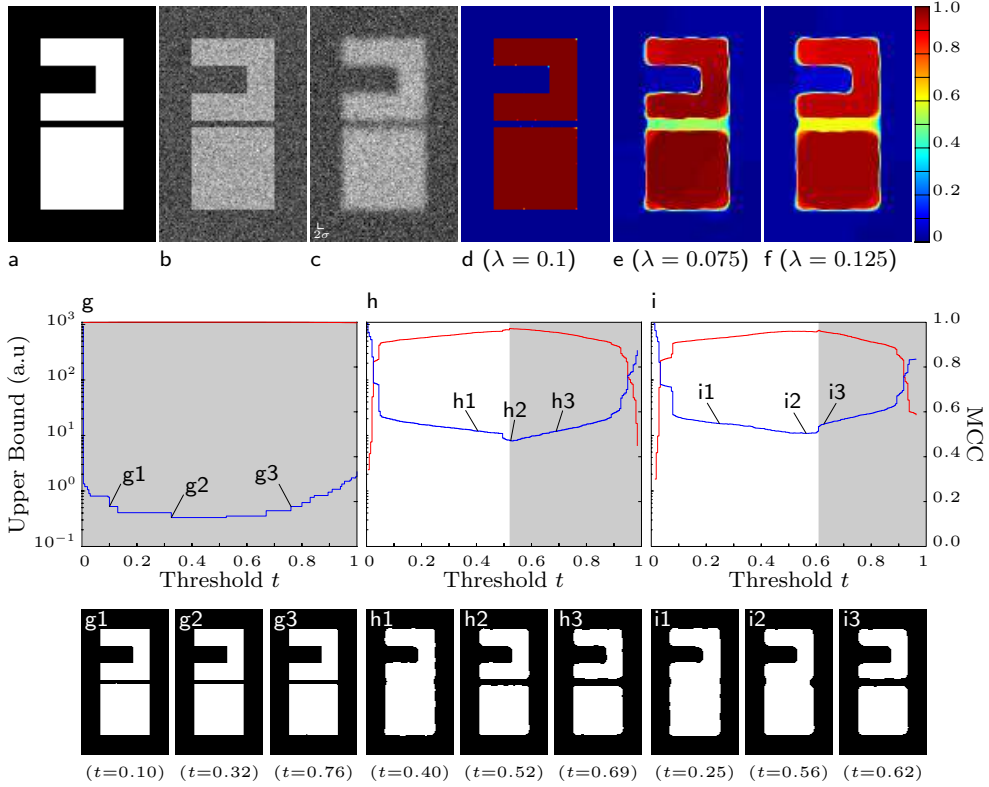 1.0
0.8
0.6
0.4
0.2
0
2σ
a b c d (λ = 0.1) e (λ = 0.075) f (λ = 0.125)
g h i
Upper Bound (a.u)
10³
10²
10¹
10⁰
10⁻¹
g1 g2 g3
0 0.2 0.4 0.6 0.8 1
Threshold t
h1 h2 h3
0 0.2 0.4 0.6 0.8 1
Threshold t
i1 i2 i3
0 0.2 0.4 0.6 0.8 1
Threshold t
1.0
0.8
0.6
0.4
0.2
0.0
MCC
g1 g2 g3 h1 h2 h3 i1 i2 i3
(t=0.10) (t=0.32) (t=0.76) (t=0.40) (t=0.52) (t=0.69) (t=0.25) (t=0.56) (t=0.62)